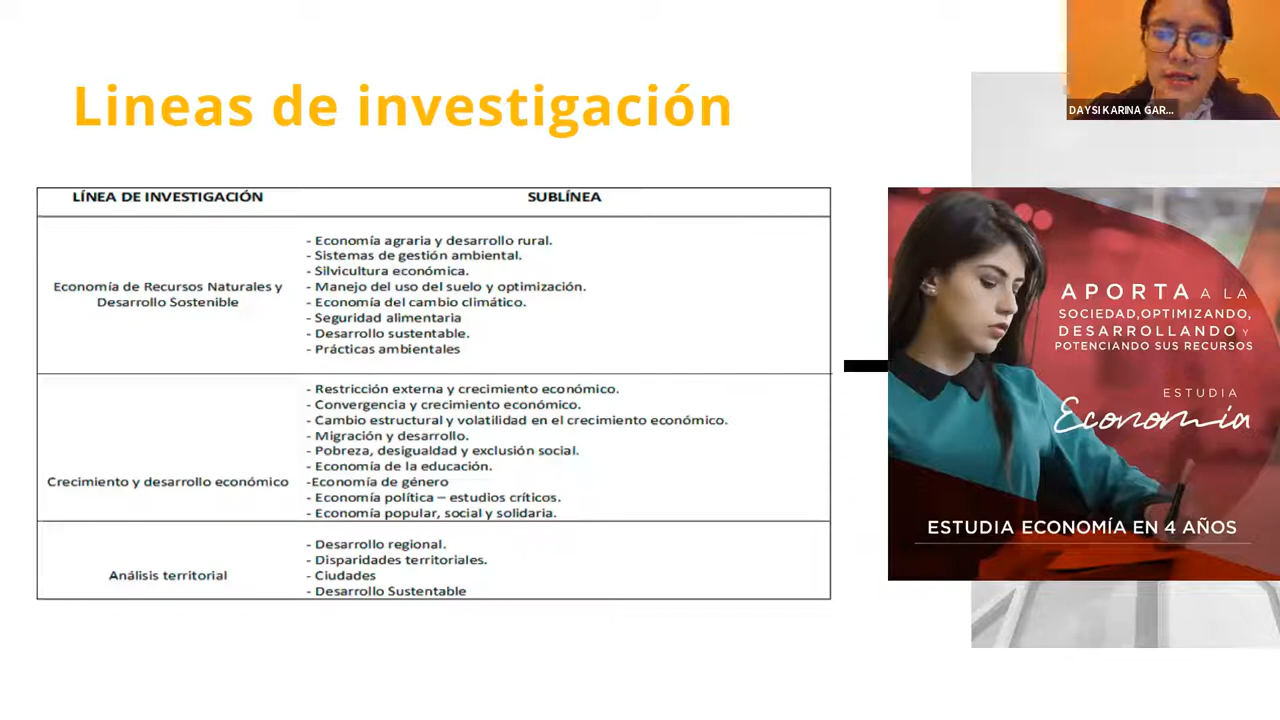 Lineas de investigación
DAYSI KARINA GAR...
LÍNEA DE INVESTIGACIÓN
SUBLÍNEA
Economía de Recursos Naturales y
Desarrollo Sostenible
- Economía agraria y desarrollo rural.
- Sistemas de gestión ambiental.
- Silvicultura económica.
- Manejo del uso del suelo y optimización.
- Economía del cambio climático.
- Seguridad alimentaria
- Desarrollo sustentable.
- Prácticas ambientales
Crecimiento y desarrollo económico
- Restricción externa y crecimiento económico.
- Convergencia y crecimiento económico.
- Cambio estructural y volatilidad en el crecimiento económico.
- Migración y desarrollo.
- Pobreza, desigualdad y exclusión social.
- Economía de la educación.
-Economía de género
- Economía política – estudios críticos.
- Economía popular, social y solidaria.
Análisis territorial
- Desarrollo regional.
- Disparidades territoriales.
- Ciudades
- Desarrollo Sustentable
APORTA A LA
SOCIEDAD,OPTIMIZANDO,
DESARROLLANDO Y
POTENCIANDO SUS RECURSOS
ESTUDIA
Economía
ESTUDIA ECONOMÍA EN 4 AÑOS